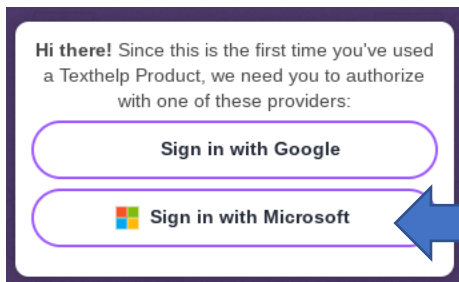 Hi there! Since this is the first time you've used
a Texthelp Product, we need you to authorize
with one of these providers:
Sign in with Google
Sign in with Microsoft